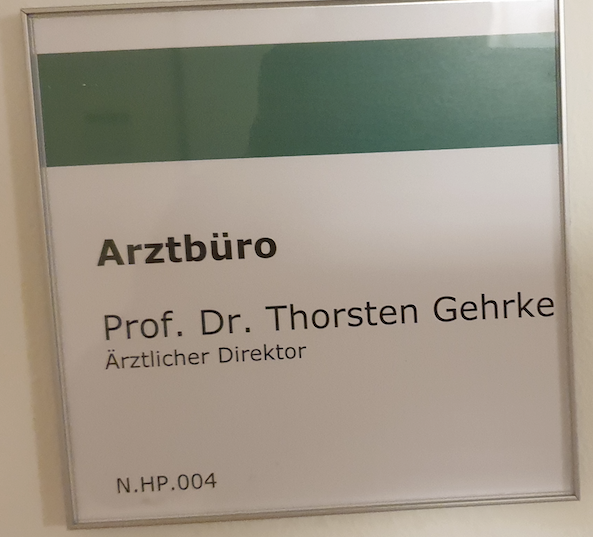 Arztbüro
Prof. Dr. Thorsten Gehrke
Ärztlicher Direktor
N.HP.004